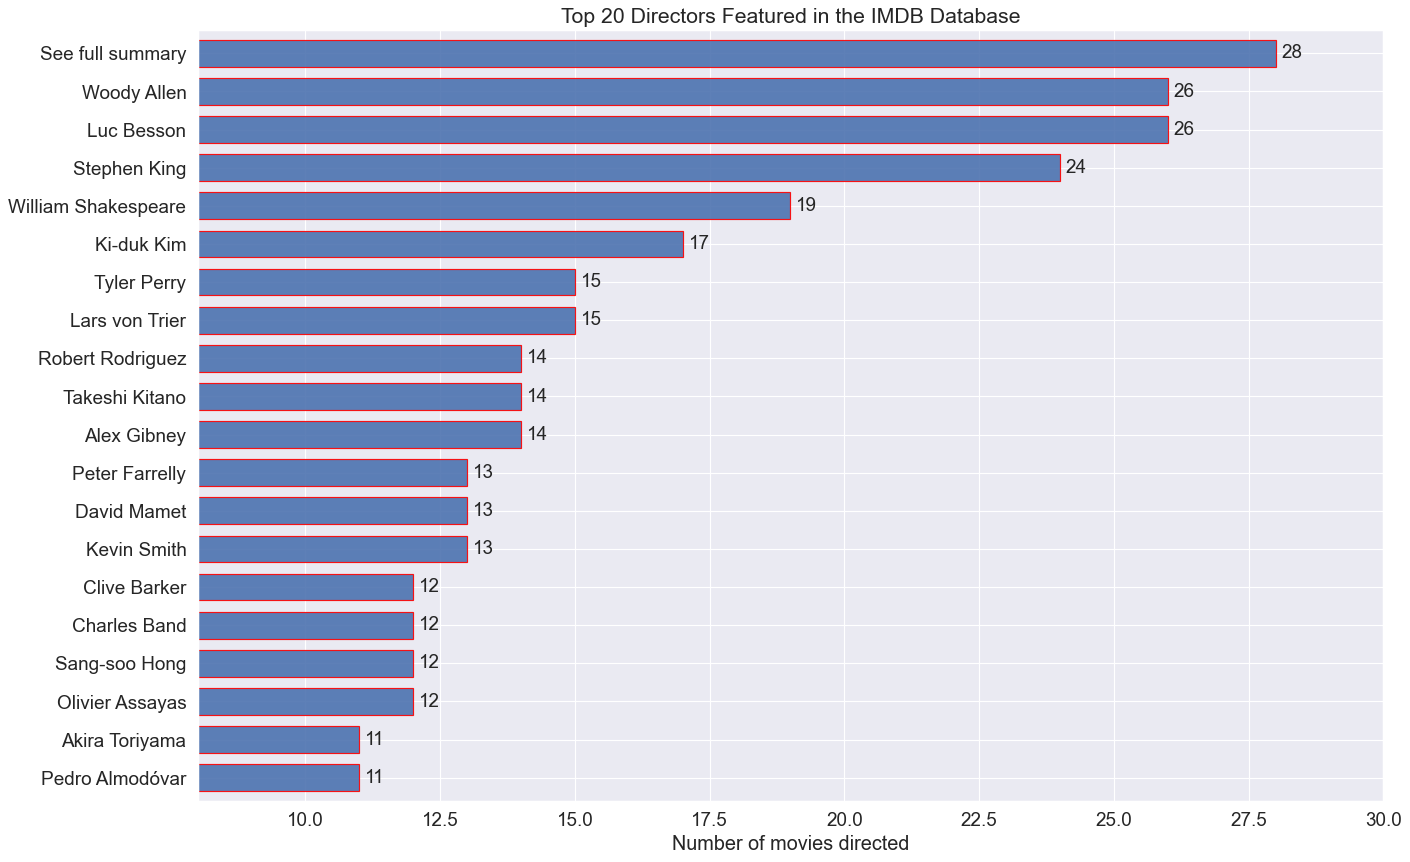 Top 20 Directors Featured in the IMDB Database
See full summary 28
Woody Allen 26
Luc Besson 26
Stephen King 24
William Shakespeare 19
Ki-duk Kim 17
Tyler Perry 15
Lars von Trier 15
Robert Rodriguez 14
Takeshi Kitano 14
Alex Gibney 14
Peter Farrelly 13
David Mamet 13
Kevin Smith 13
Clive Barker 12
Charles Band 12
Sang-soo Hong 12
Olivier Assayas 12
Akira Toriyama 11
Pedro Almodóvar 11
10.0 12.5 15.0 17.5 20.0 22.5 25.0 27.5 30.0
Number of movies directed